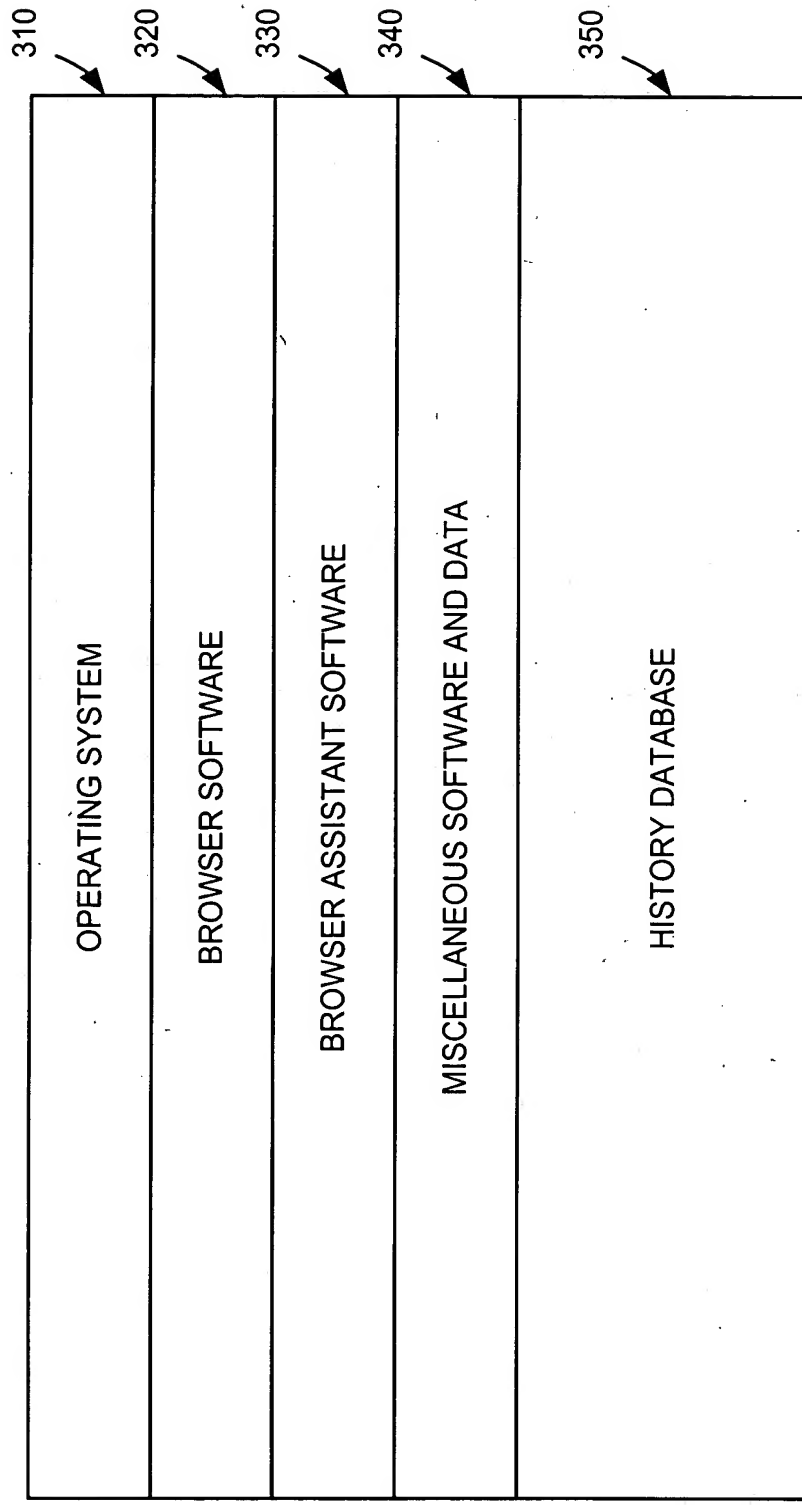 310
OPERATING SYSTEM
320
BROWSER SOFTWARE
330
BROWSER ASSISTANT SOFTWARE
340
MISCELLANEOUS SOFTWARE AND DATA
350
HISTORY DATABASE